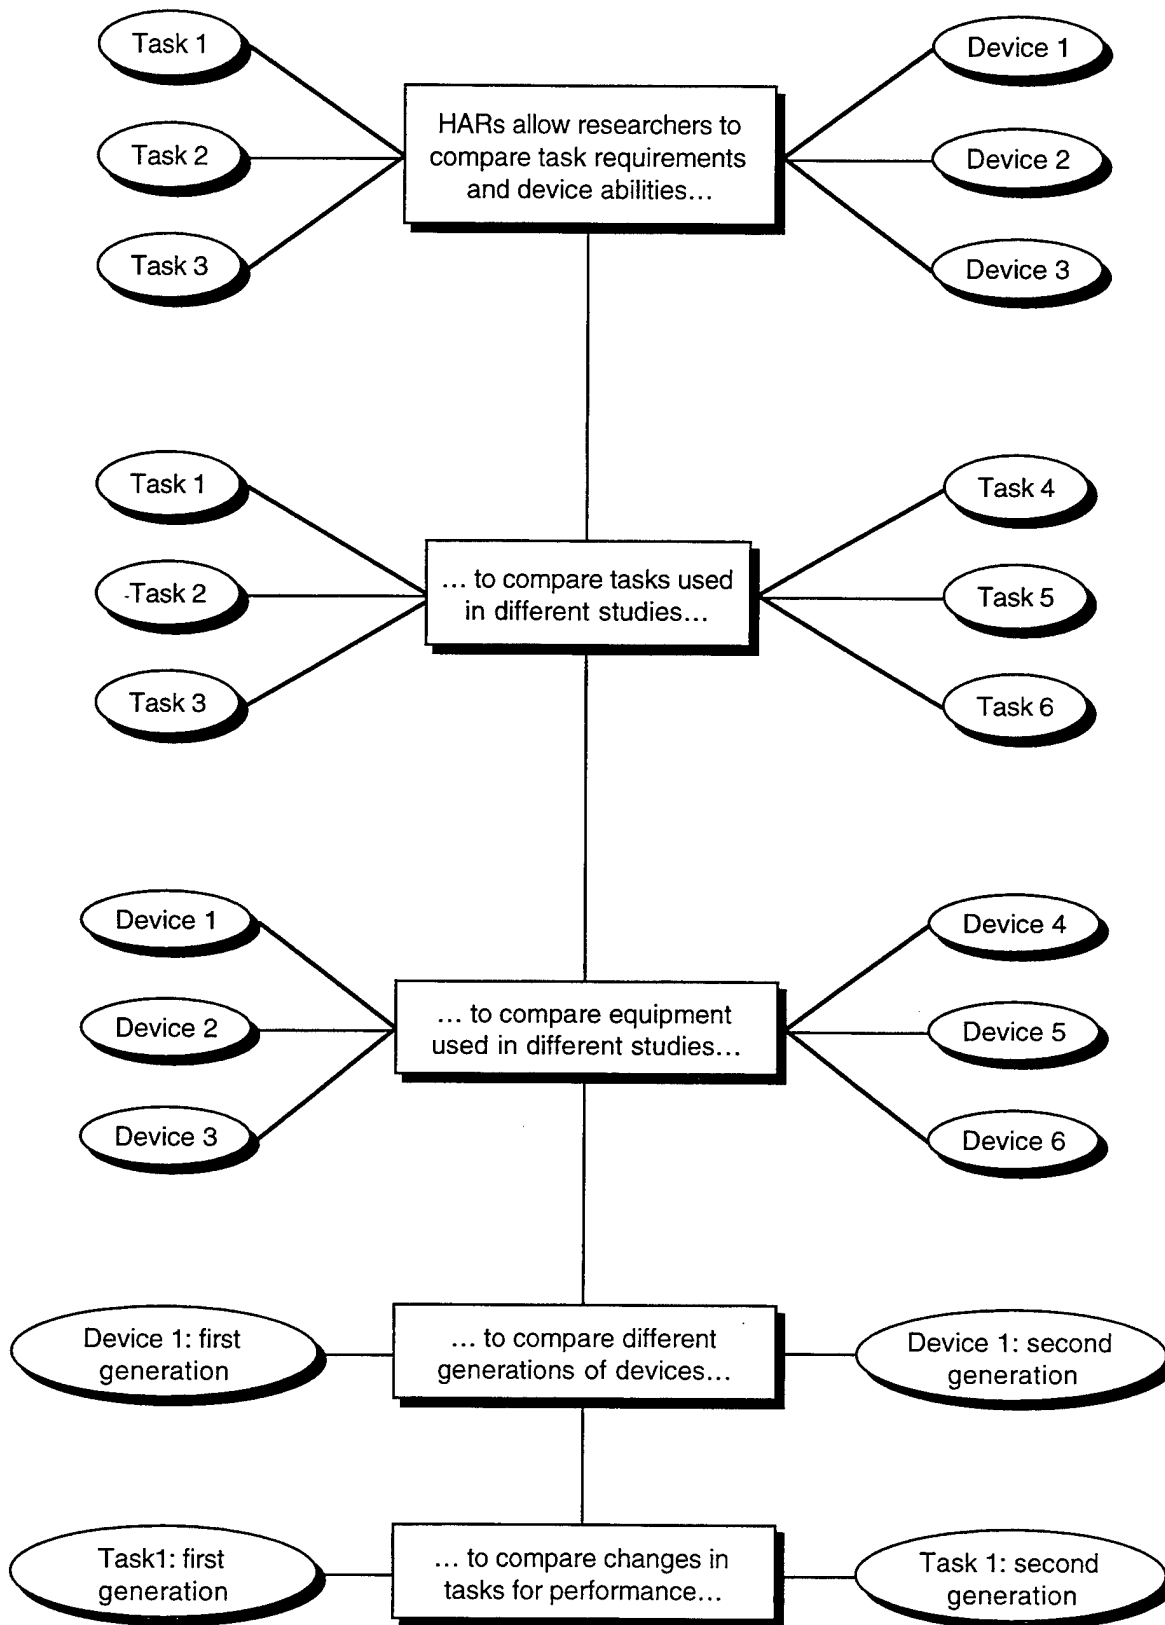 Task 1
Device 1
HARs allow researchers to
compare task requirements
and device abilities...
Task 2
Device 2
Task 3
Device 3
Task 1
Task 4
... to compare tasks used
in different studies...
-Task 2
Task 5
Task 3
Task 6
Device 1
Device 4
... to compare equipment
used in different studies...
Device 2
Device 5
Device 3
Device 6
Device 1: first
generation
... to compare different
generations of devices...
Device 1: second
generation
Task1: first
generation
... to compare changes in
tasks for performance...
Task 1: second
generation